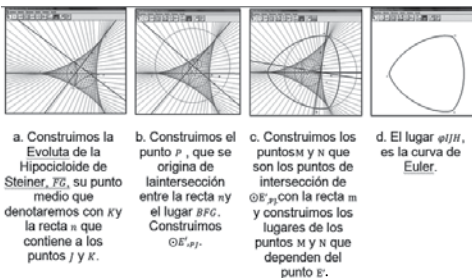 a. Construimos la
Evoluta de la
Hipocicloide de
Steiner, FG, su punto
medio que
denotaremos con K y
la recta n que
contiene a los
puntos J y K.
b. Construimos el
punto P , que se
origina de
laintersección
entre la recta n y
el lugar BFG.
Construimos
⊙E',PJ.
c. Construimos los
puntosM y N que
son los puntos de
intersección de
⊙E',PJ con la recta m
y construimos los
lugares de los
puntos M y N que
dependen del
punto E'.
d. El lugar φIJH,
es la curva de
Euler.